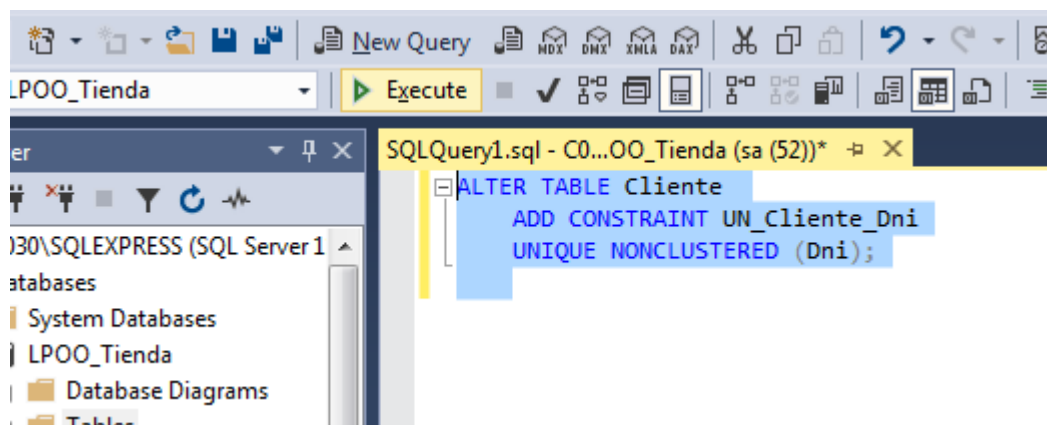 New Query
MDX DMX XMLA DAX
LPOO_Tienda
Execute
er
SQLQuery1.sql - C0...OO_Tienda (sa (52))*
030\SQLEXPRESS (SQL Server 1
atabases
System Databases
LPOO_Tienda
Database Diagrams
Tables
ALTER TABLE Cliente
ADD CONSTRAINT UN_Cliente_Dni
UNIQUE NONCLUSTERED (Dni);